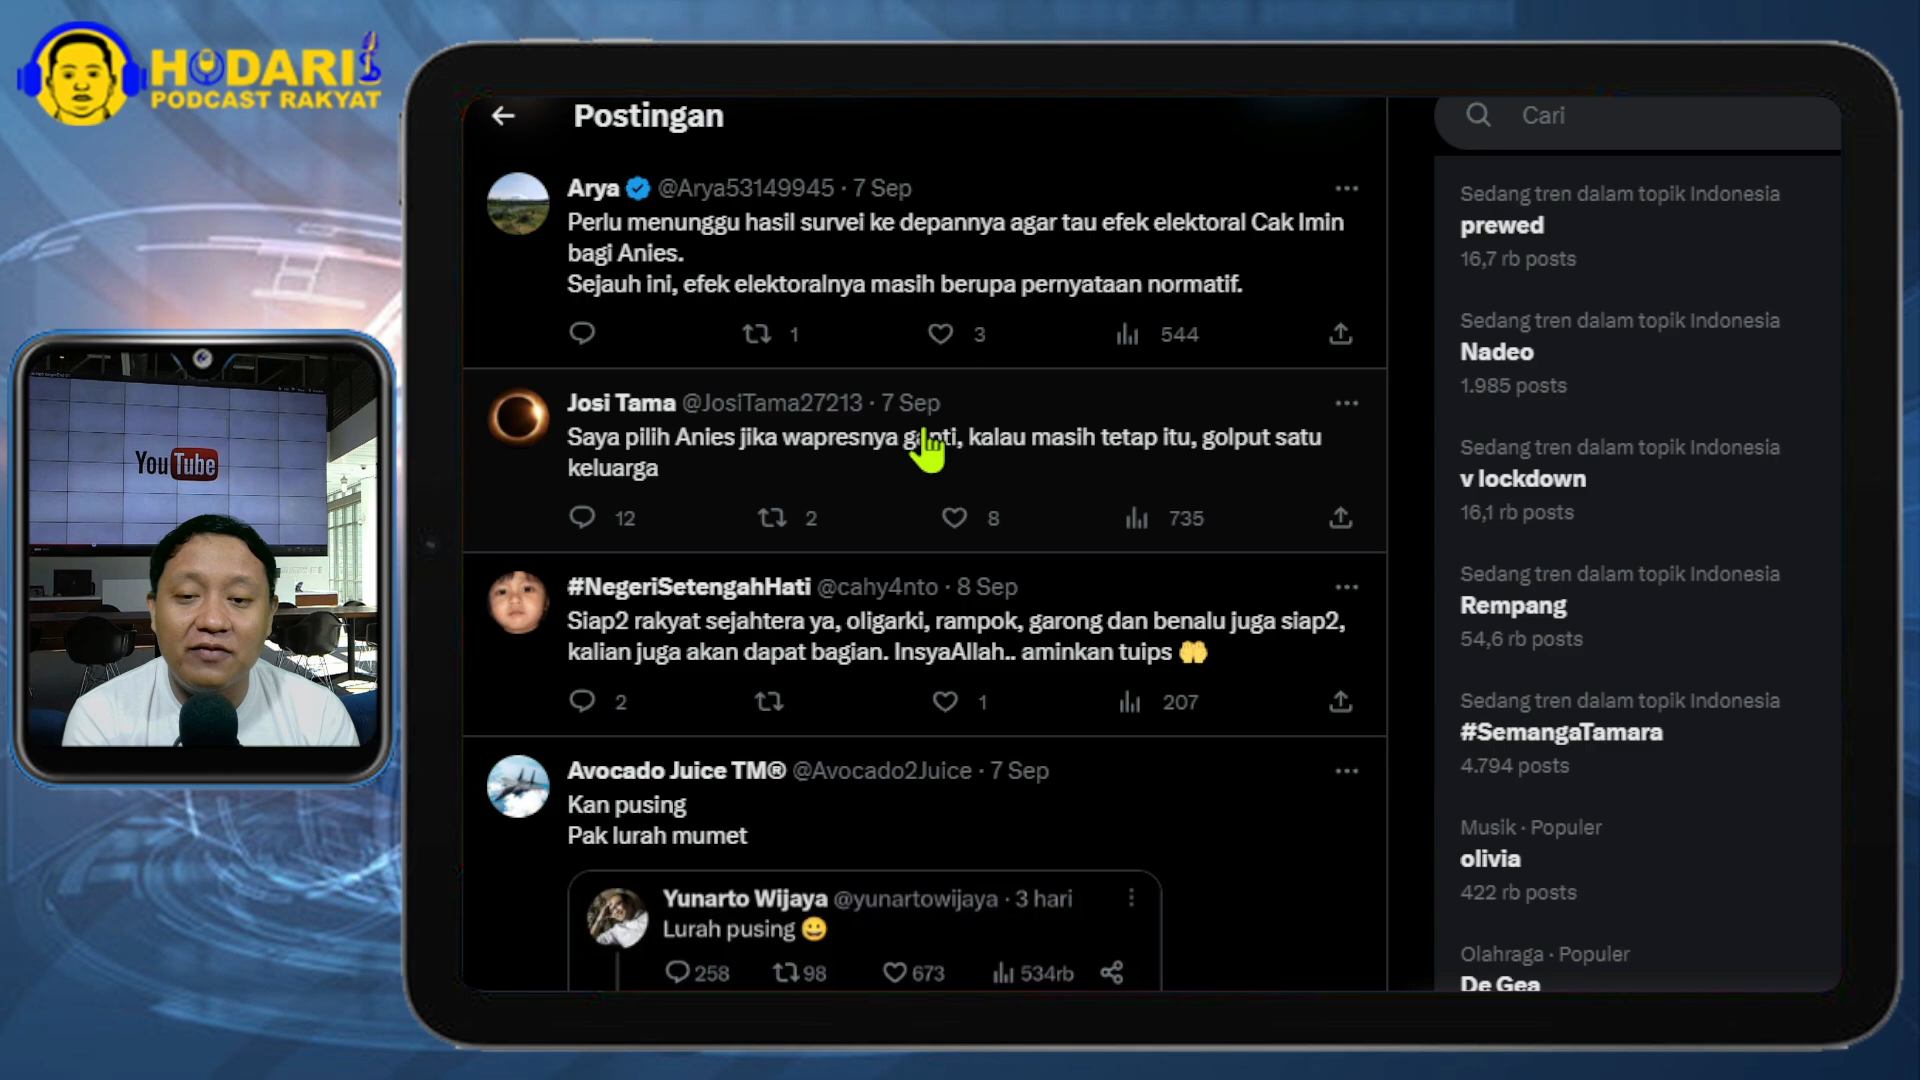 HODARI
PODCAST RAKYAT
YouTube
Postingan
Arya @Arya53149945 · 7 Sep
Perlu menunggu hasil survei ke depannya agar tau efek elektoral Cak Imin
bagi Anies.
Sejauh ini, efek elektoralnya masih berupa pernyataan normatif.
1 3 544
Josi Tama @JosiTama27213 · 7 Sep
Saya pilih Anies jika wapresnya ganti, kalau masih tetap itu, golput satu
keluarga
12 2 8 735
#NegeriSetengahHati @cahy4nto · 8 Sep
Siap2 rakyat sejahtera ya, oligarki, rampok, garong dan benalu juga siap2,
kalian juga akan dapat bagian. InsyaAllah.. aminkan tuips 🤲
2 1 207
Avocado Juice TM® @Avocado2Juice · 7 Sep
Kan pusing
Pak lurah mumet
Yunarto Wijaya @yunartowijaya · 3 hari
Lurah pusing 😀
258 98 673 534rb
Cari
Sedang tren dalam topik Indonesia
prewed
16,7 rb posts
Sedang tren dalam topik Indonesia
Nadeo
1.985 posts
Sedang tren dalam topik Indonesia
v lockdown
16,1 rb posts
Sedang tren dalam topik Indonesia
Rempang
54,6 rb posts
Sedang tren dalam topik Indonesia
#SemangaTamara
4.794 posts
Musik · Populer
olivia
422 rb posts
Olahraga · Populer
De Gea